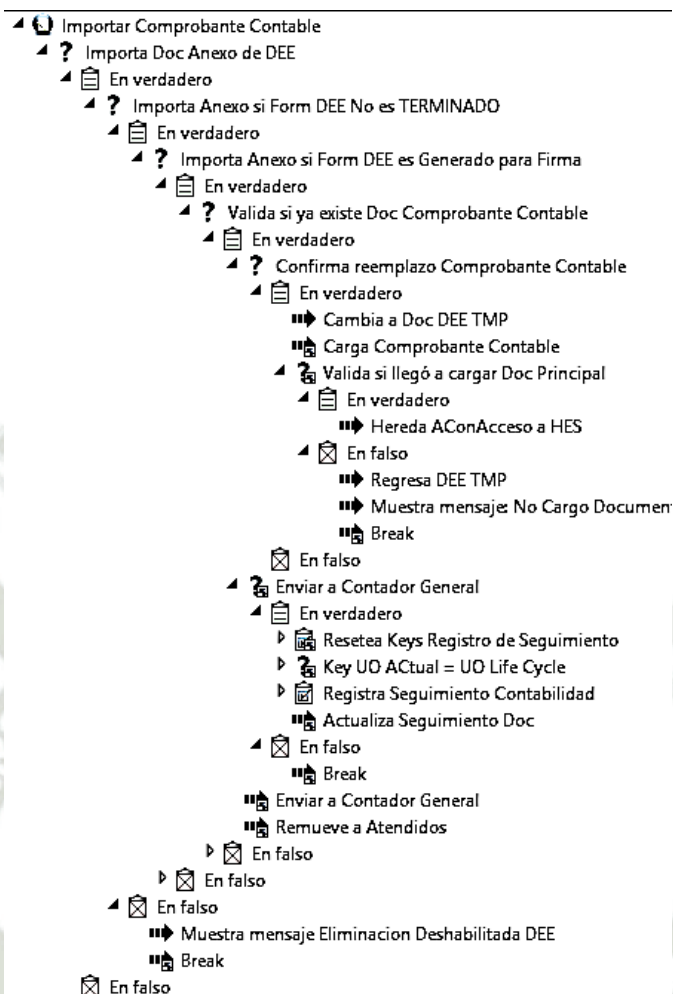 Importar Comprobante Contable
Importa Doc Anexo de DEE
En verdadero
Importa Anexo si Form DEE No es TERMINADO
En verdadero
Importa Anexo si Form DEE es Generado para Firma
En verdadero
Valida si ya existe Doc Comprobante Contable
En verdadero
Confirma reemplazo Comprobante Contable
En verdadero
Cambia a Doc DEE TMP
Carga Comprobante Contable
Valida si llegó a cargar Doc Principal
En verdadero
Hereda AConAcceso a HES
En falso
Regresa DEE TMP
Muestra mensaje: No Cargo Documen
Break
En falso
Enviar a Contador General
En verdadero
Resetea Keys Registro de Seguimiento
Key UO ACtual = UO Life Cycle
Registra Seguimiento Contabilidad
Actualiza Seguimiento Doc
En falso
Break
Enviar a Contador General
Remueve a Atendidos
En falso
En falso
En falso
Muestra mensaje Eliminacion Deshabilitada DEE
Break
En falso